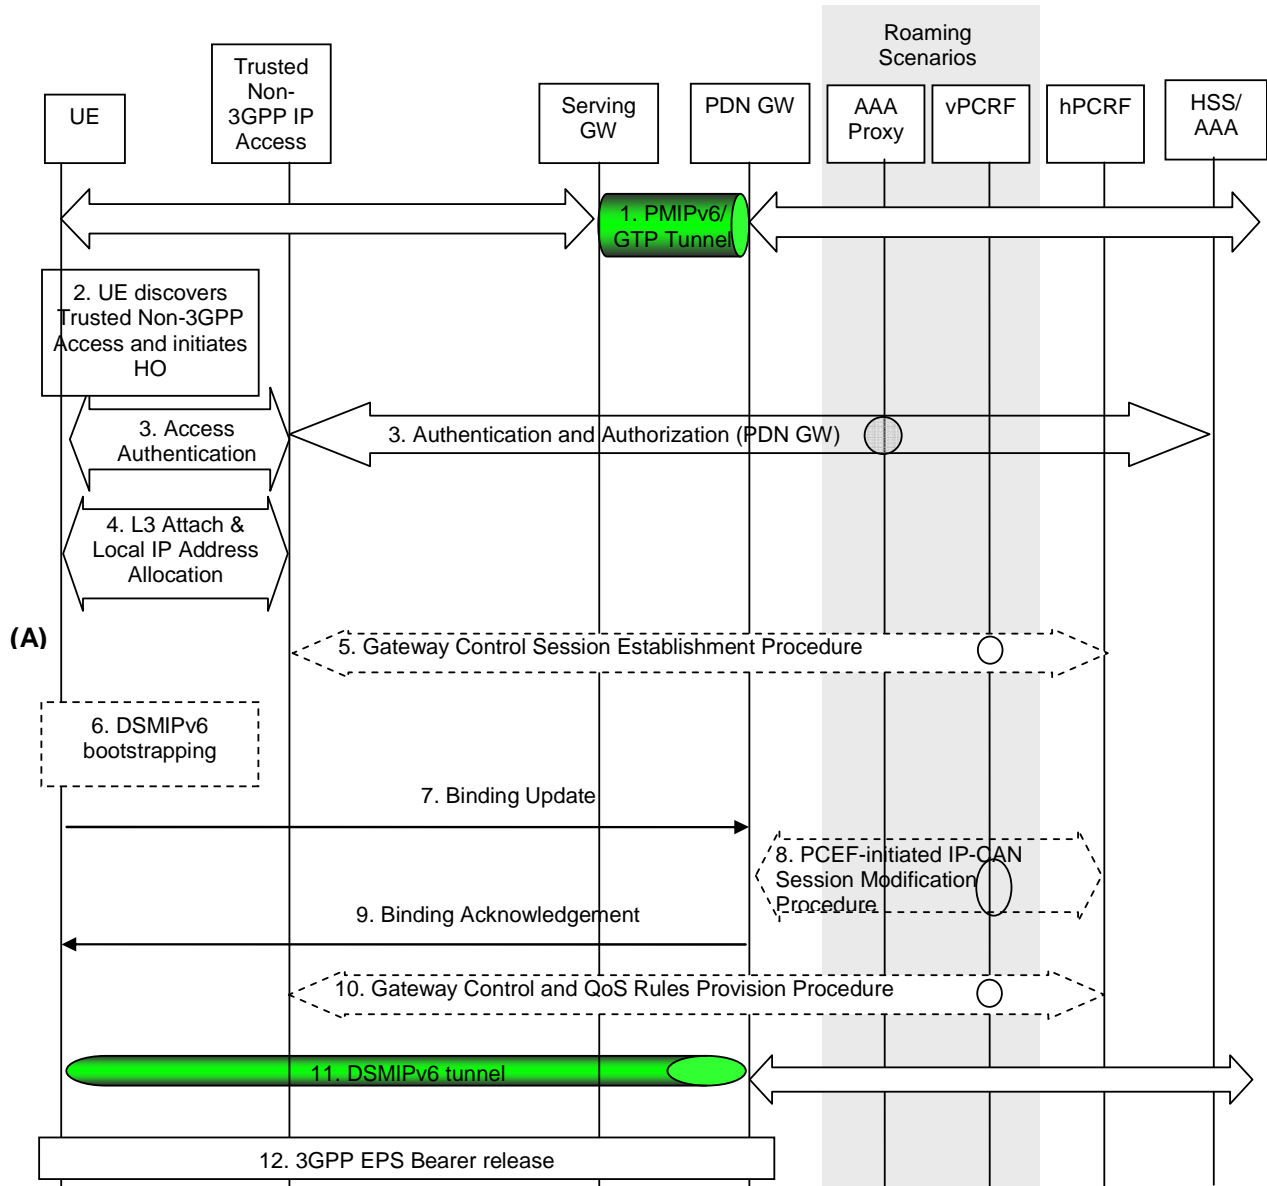 Roaming
Scenarios
UE
Trusted
Non-
3GPP IP
Access
Serving
GW
PDN GW
AAA
Proxy
vPCRF
hPCRF
HSS/
AAA
1. PMIPv6/
GTP Tunnel
2. UE discovers
Trusted Non-3GPP
Access and initiates
HO
3. Access
Authentication
3. Authentication and Authorization (PDN GW)
4. L3 Attach &
Local IP Address
Allocation
(A)
5. Gateway Control Session Establishment Procedure
6. DSMIPv6
bootstrapping
7. Binding Update
8. PCEF-initiated IP-CAN
Session Modification
Procedure
9. Binding Acknowledgement
10. Gateway Control and QoS Rules Provision Procedure
11. DSMIPv6 tunnel
12. 3GPP EPS Bearer release